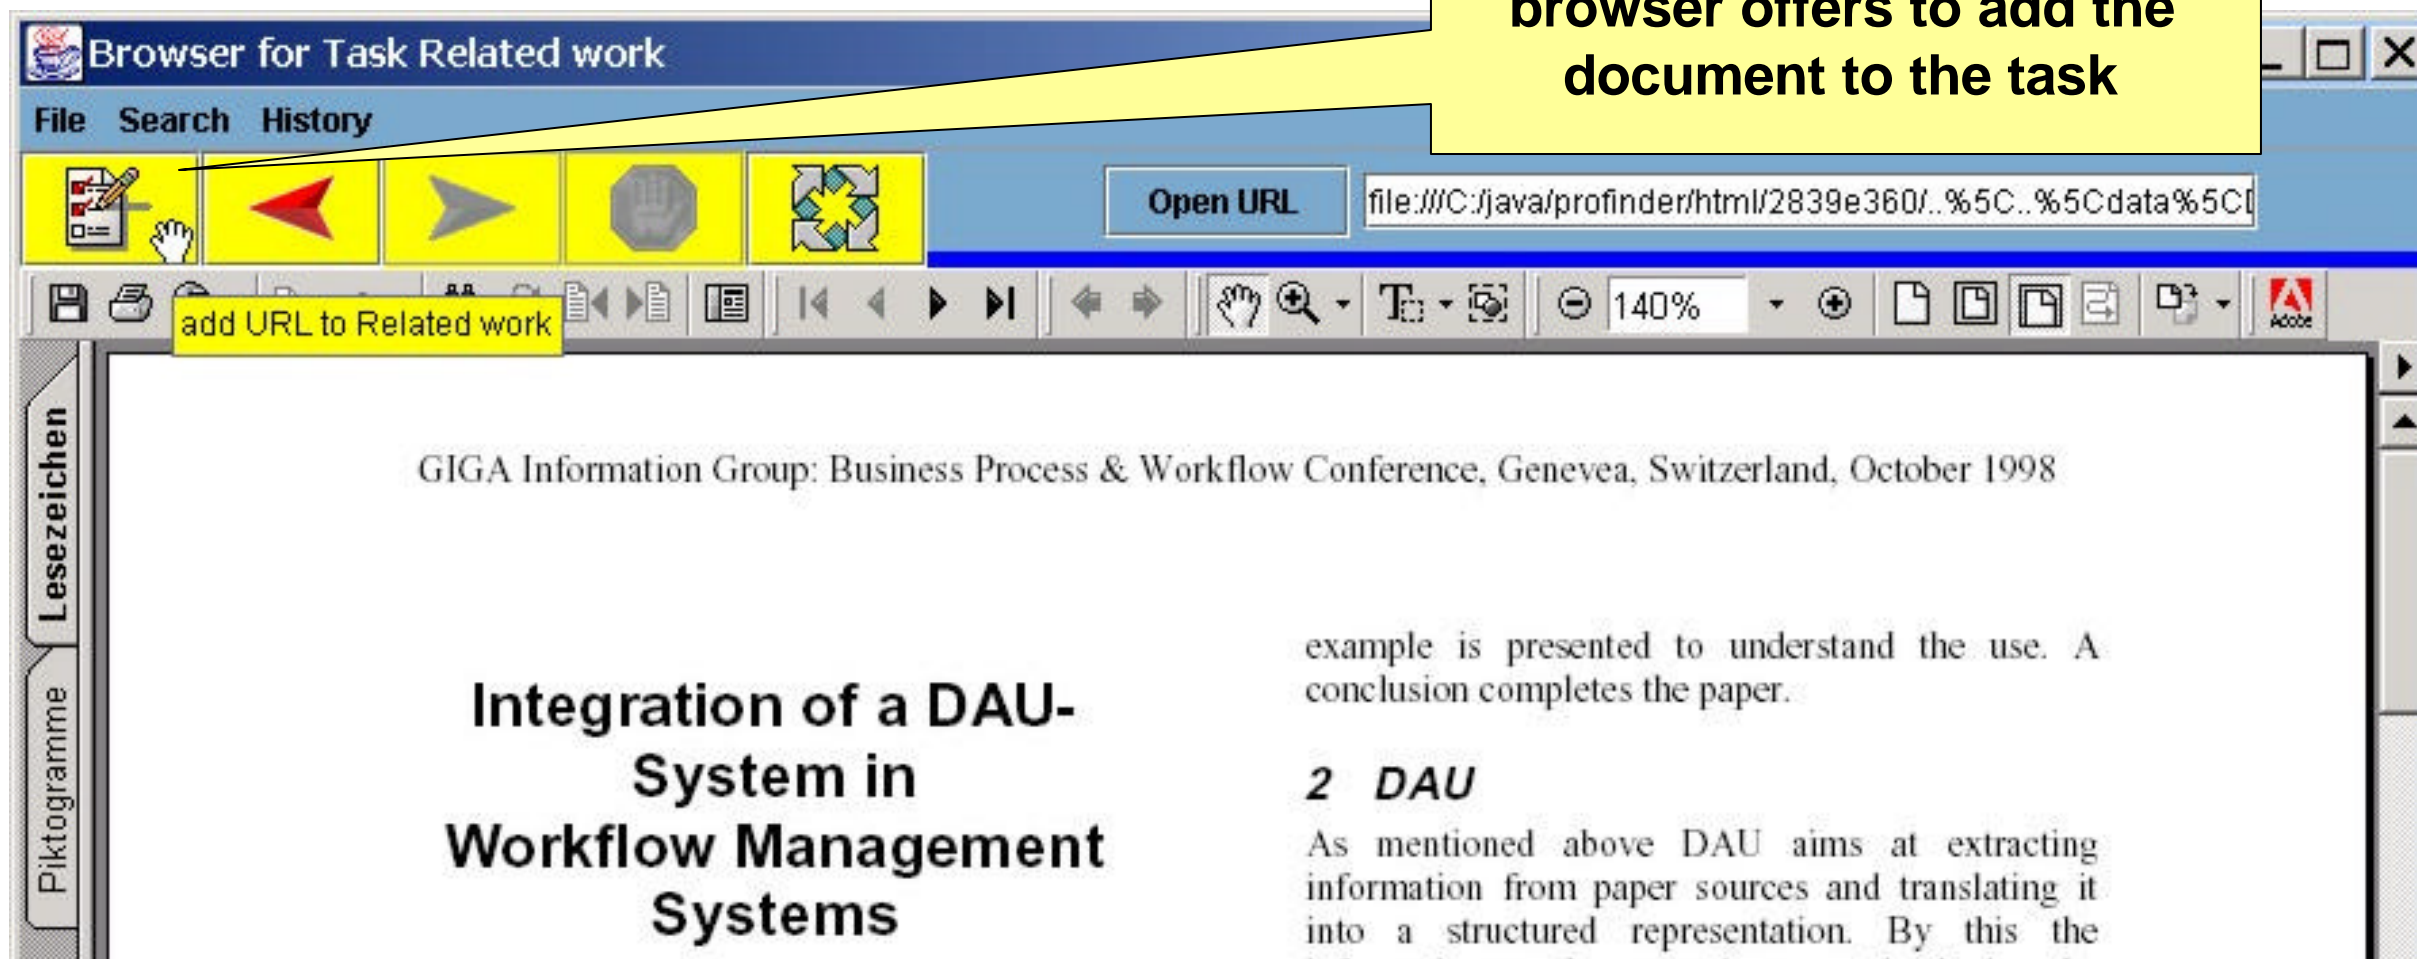 browser offers to add the
document to the task
Browser for Task Related work
File Search History
Open URL
file:///C:/java/profinder/html/2839e360/..%5C..%5Cdata%5C
add URL to Related work
140%
Adobe
Lesezeichen
Piktogramme
GIGA Information Group: Business Process & Workflow Conference, Genevea, Switzerland, October 1998
Integration of a DAU-
System in
Workflow Management
Systems
example is presented to understand the use. A
conclusion completes the paper.
2 DAU
As mentioned above DAU aims at extracting
information from paper sources and translating it
into a structured representation. By this the